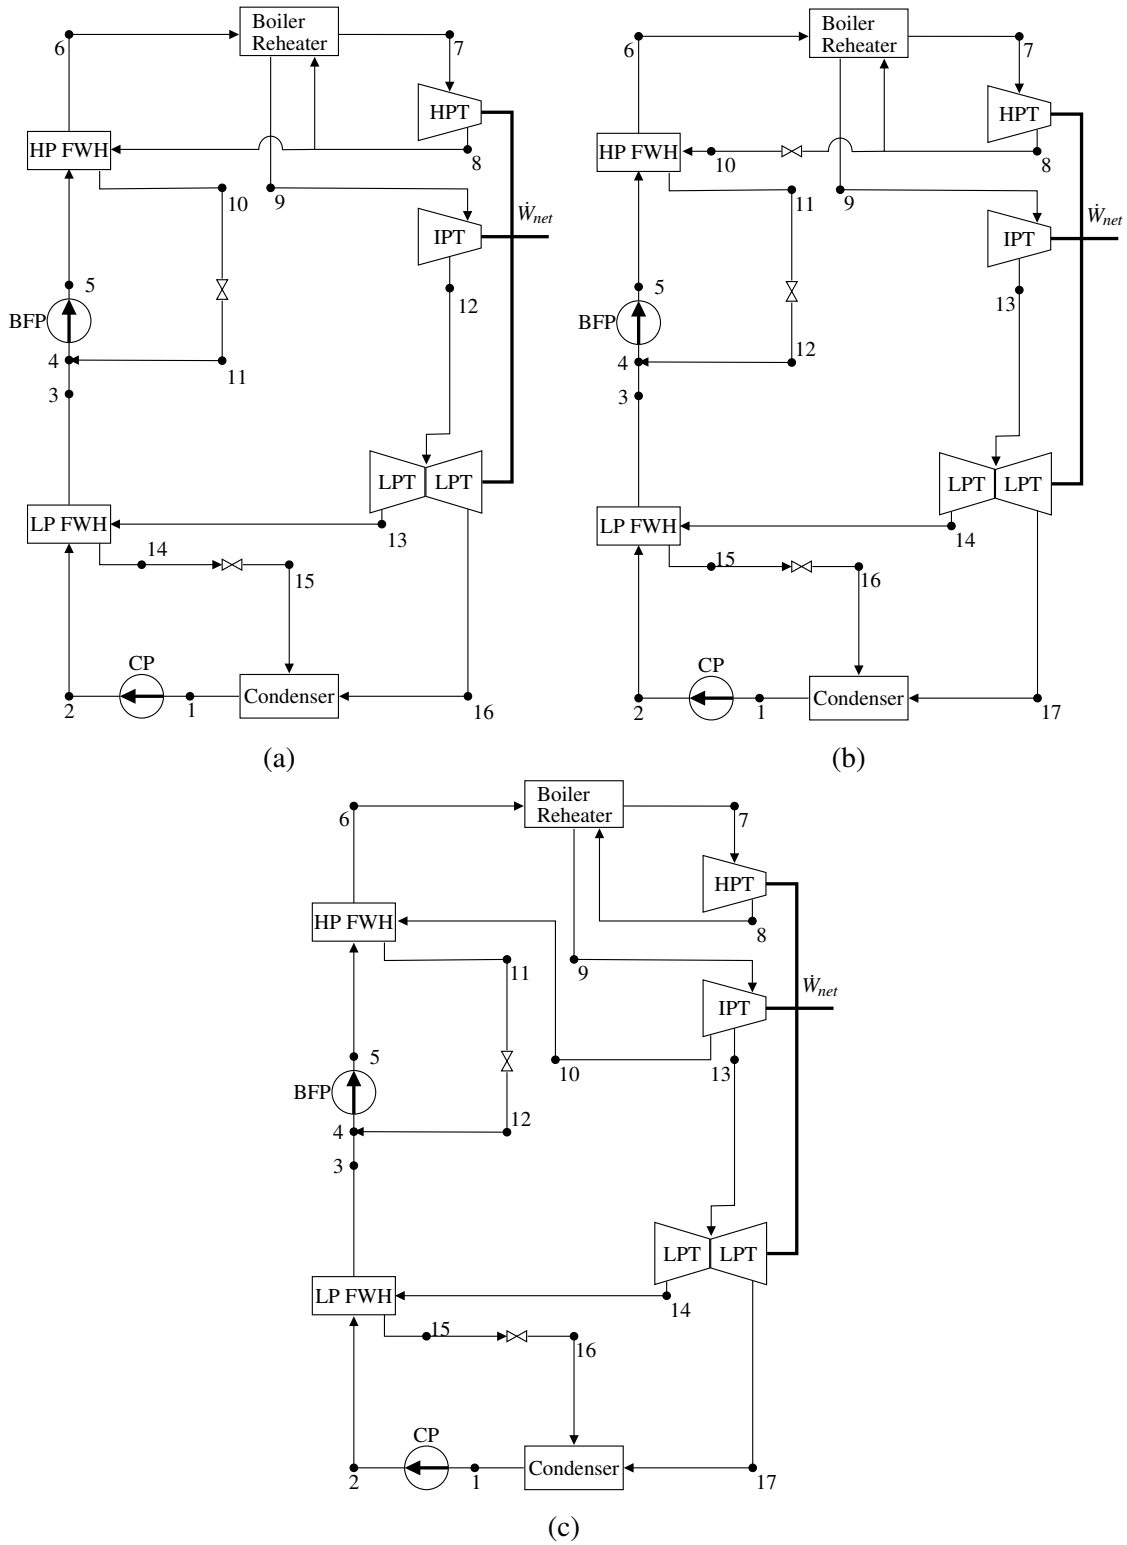 Boiler
Reheater
6
7
HPT
HP FWH
8
10
9
Ẇnet
IPT
5
12
BFP
4
11
3
LPT LPT
LP FWH
13
14
15
CP
Condenser
2
1
16
(a)
Boiler
Reheater
6
7
HPT
HP FWH
10
8
11
9
Ẇnet
IPT
5
13
BFP
4
12
3
LPT LPT
LP FWH
14
15
16
CP
Condenser
2
1
17
(b)
Boiler
Reheater
6
7
HPT
HP FWH
8
11
9
Ẇnet
IPT
5
10
13
BFP
4
12
3
LPT LPT
LP FWH
14
15
16
CP
Condenser
2
1
17
(c)